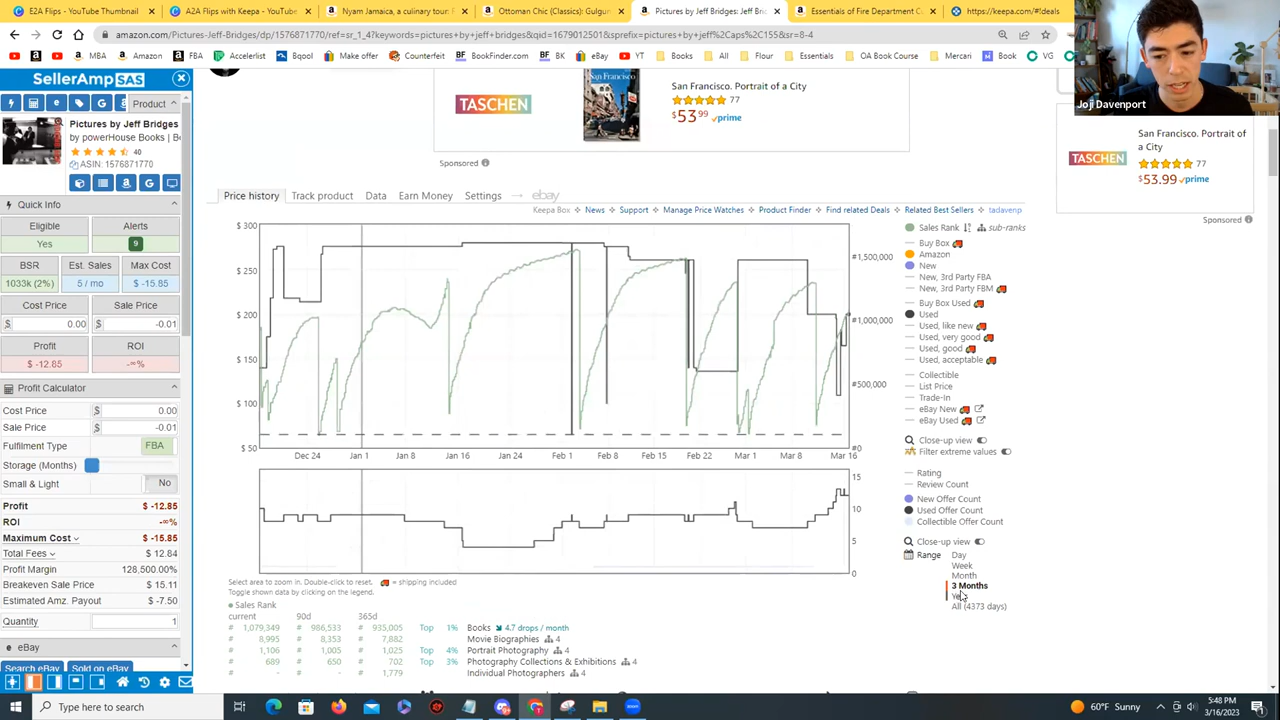 E2A Flips - YouTube Thumbnail
A2A Flips with Keepa - YouTube
Nyam Jamaica, a culinary tour:
Ottoman Chic (Classics): Gulgun
Pictures by Jeff Bridges: Jeff Bridges
Essentials of Fire Department C
https://keepa.com/#!deals
amazon.com/Pictures-Jeff-Bridges/dp/1576871770/ref=sr_1_4?keywords=pictures+by+jeff+bridges&qid=1679012501&sprefix=pictures+by+jeff%2Caps%2C155&sr=8-4
MBA Amazon FBA Accelerlist Bqool Make offer Counterfeit BookFinder.com eBay YT Books All Flour Essentials OA Book Course Mercari Book VG
SellerAmp SAS
Product
Pictures by Jeff Bridges
by powerHouse Books | B
40
ASIN: 1576871770
Quick Info
Eligible Alerts
Yes 9
BSR Est. Sales Max Cost
1033k (2%) 5 / mo $ -15.85
Cost Price Sale Price
$ 0.00 $ -0.01
Profit ROI
$ -12.85 -∞%
Profit Calculator
Cost Price $ 0.00
Sale Price $ -0.01
Fulfilment Type FBA
Storage (Months)
Small & Light No
Profit $ -12.85
ROI -∞%
Maximum Cost $ -15.85
Total Fees $ 12.84
Profit Margin 128,500.00%
Breakeven Sale Price $ 15.11
Estimated Amz. Payout $ -7.50
Quantity 1
eBay
Search eBay Sold on eBay
San Francisco
TASCHEN
San Francisco. Portrait of a City
77
$53.99 prime
Sponsored
Joji Davenport
TASCHEN
San Francisco. Portrait of
a City
77
$53.99 prime
Sponsored
Price history Track product Data Earn Money Settings ebay
Keepa Box News Support Manage Price Watches Product Finder Find related Deals Related Best Sellers tadavenp
$ 300
$ 250
$ 200
$ 150
$ 100
$ 50
#1,500,000
#1,000,000
#500,000
#0
Dec 24 Jan 1 Jan 8 Jan 16 Jan 24 Feb 1 Feb 8 Feb 15 Feb 22 Mar 1 Mar 8 Mar 16
15
10
5
0
Sales Rank sub-ranks
Buy Box
Amazon
New
New, 3rd Party FBA
New, 3rd Party FBM
Buy Box Used
Used
Used, like new
Used, very good
Used, good
Used, acceptable
Collectible
List Price
Trade-In
eBay New
eBay Used
Close-up view
Filter extreme values
Rating
Review Count
New Offer Count
Used Offer Count
Collectible Offer Count
Close-up view
Range Day
Week
Month
3 Months
All (4373 days)
Select area to zoom in. Double-click to reset. = shipping included
Toggle shown data by clicking on the legend.
Sales Rank
current 90d 365d
# 1,079,349 # 986,533 # 935,005 Top 1% Books 4.7 drops / month
# 8,995 # 8,353 # 7,882 Movie Biographies 4
# 1,106 # 1,005 # 1,025 Top 4% Portrait Photography 4
# 689 # 650 # 702 Top 3% Photography Collections & Exhibitions 4
# - # - # 1,779 Individual Photographers 4
Type here to search
zoom
60°F Sunny
5:48 PM
3/16/2023